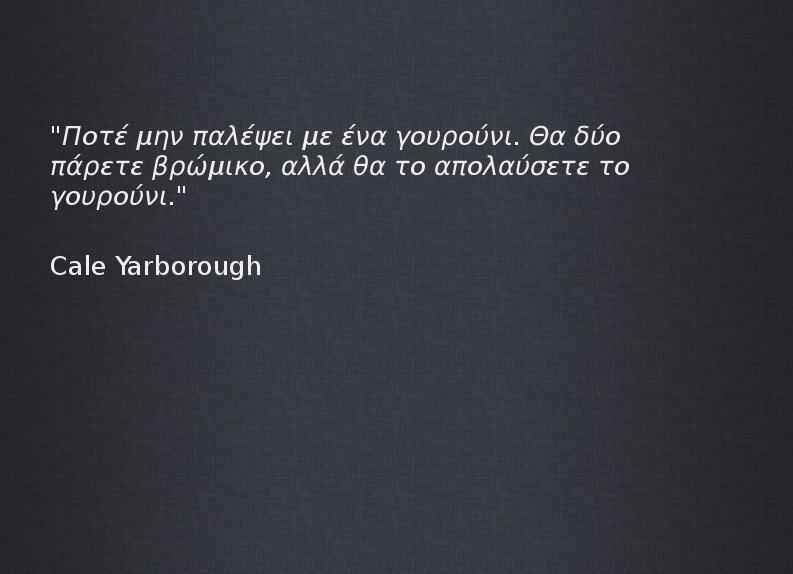 "Ποτέ μην παλέψει με ένα γουρούνι. Θα δύο
πάρετε βρώμικο, αλλά θα το απολαύσετε το
γουρούνι."
Cale Yarborough